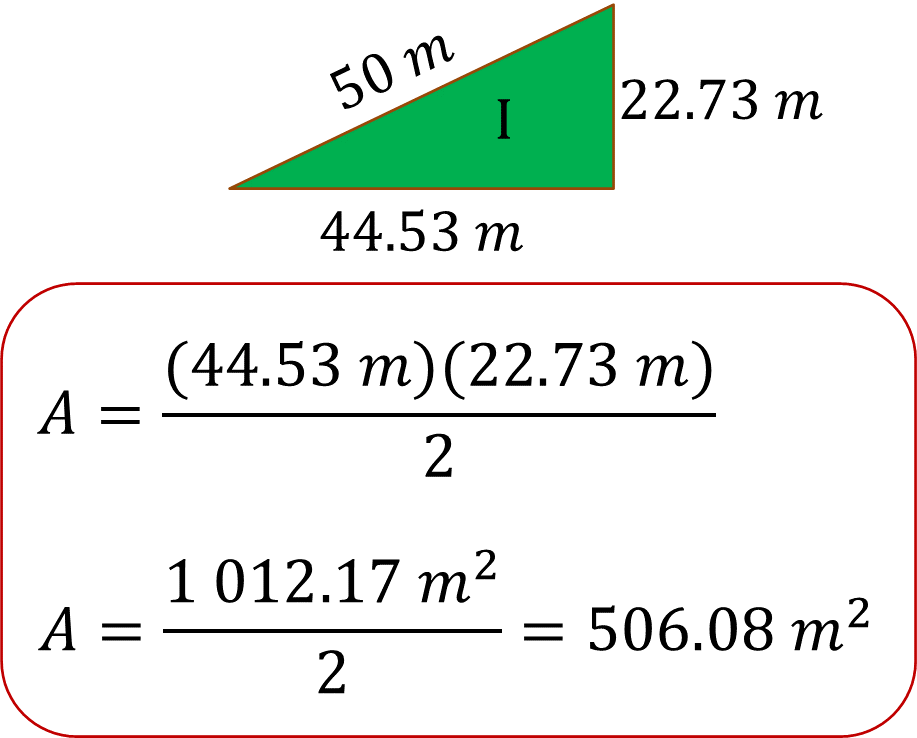 50 m
I
22.73 m
44.53 m
A = (44.53 m)(22.73 m) / 2
A = 1 012.17 m² / 2 = 506.08 m²